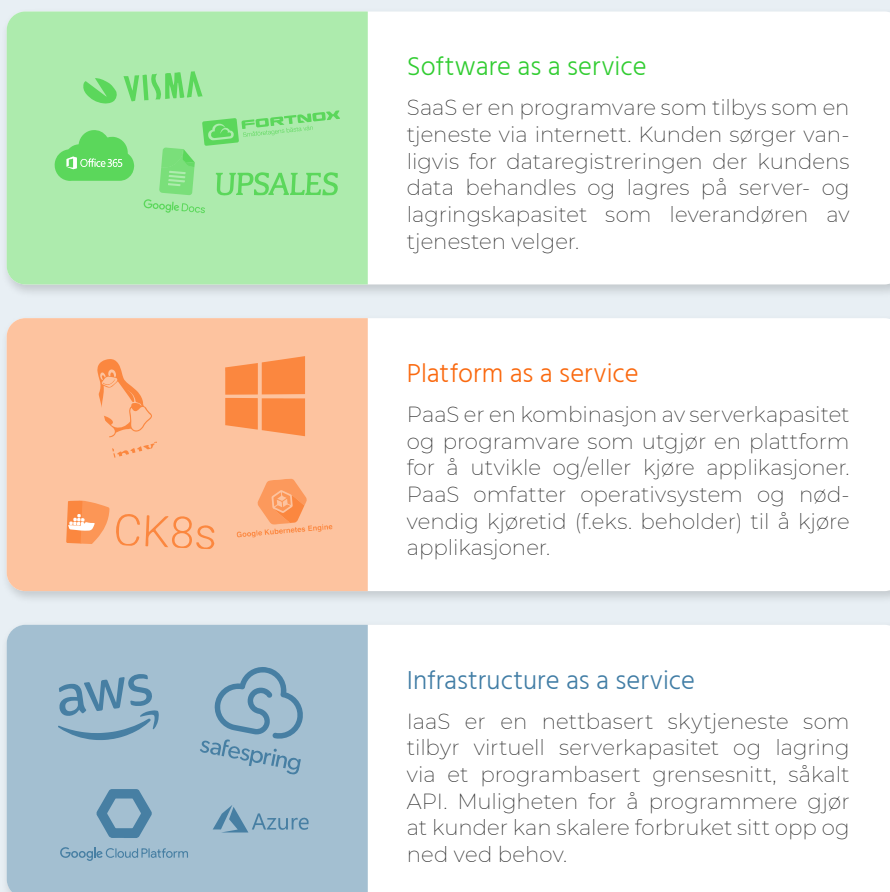 VISMA
FORTNOX
Office 365
Google Docs
UPSALES
Software as a service
SaaS er en programvare som tilbys som en
tjeneste via internett. Kunden sørger van-
ligvis for dataregistreringen der kundens
data behandles og lagres på server- og
lagringskapasitet som leverandøren av
tjenesten velger.
CK8s
Google Kubernetes Engine
Platform as a service
PaaS er en kombinasjon av serverkapasitet
og programvare som utgjør en plattform
for å utvikle og/eller kjøre applikasjoner.
PaaS omfatter operativsystem og nød-
vendig kjøretid (f.eks. beholder) til å kjøre
applikasjoner.
aws
safespring
Google Cloud Platform
Azure
Infrastructure as a service
IaaS er en nettbasert skytjeneste som
tilbyr virtuell serverkapasitet og lagring
via et programbasert grensesnitt, såkalt
API. Muligheten for å programmere gjør
at kunder kan skalere forbruket sitt opp og
ned ved behov.